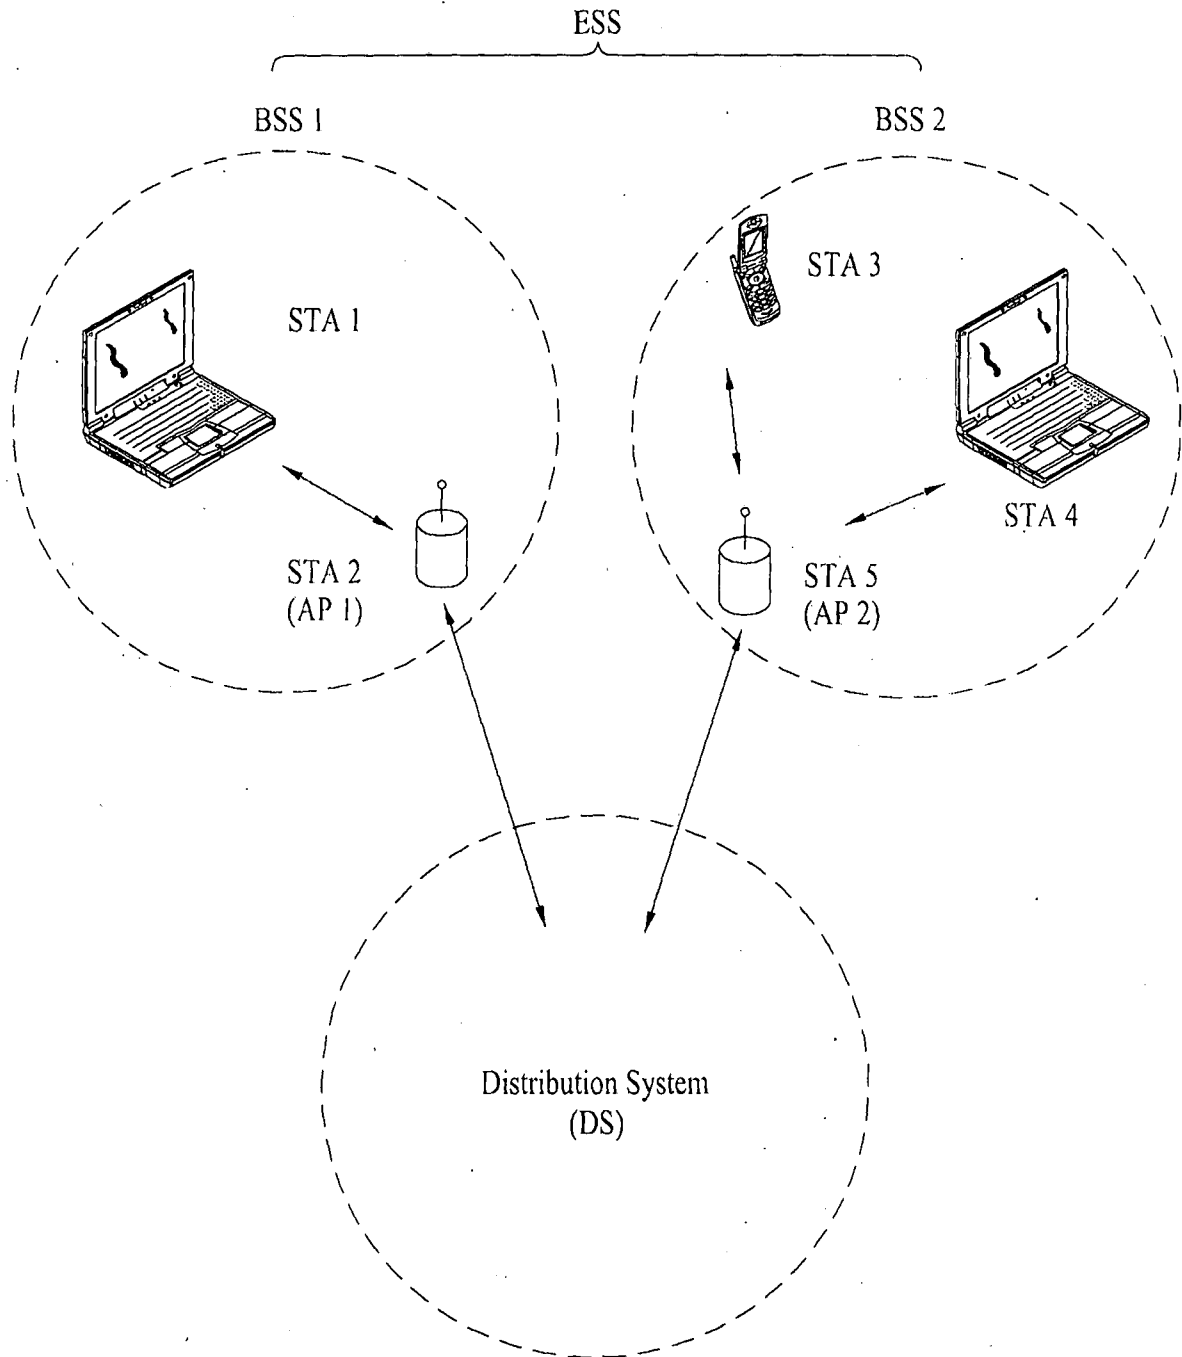 ESS
BSS 1
BSS 2
STA 3
STA 1
STA 4
STA 2
(AP 1)
STA 5
(AP 2)
Distribution System
(DS)